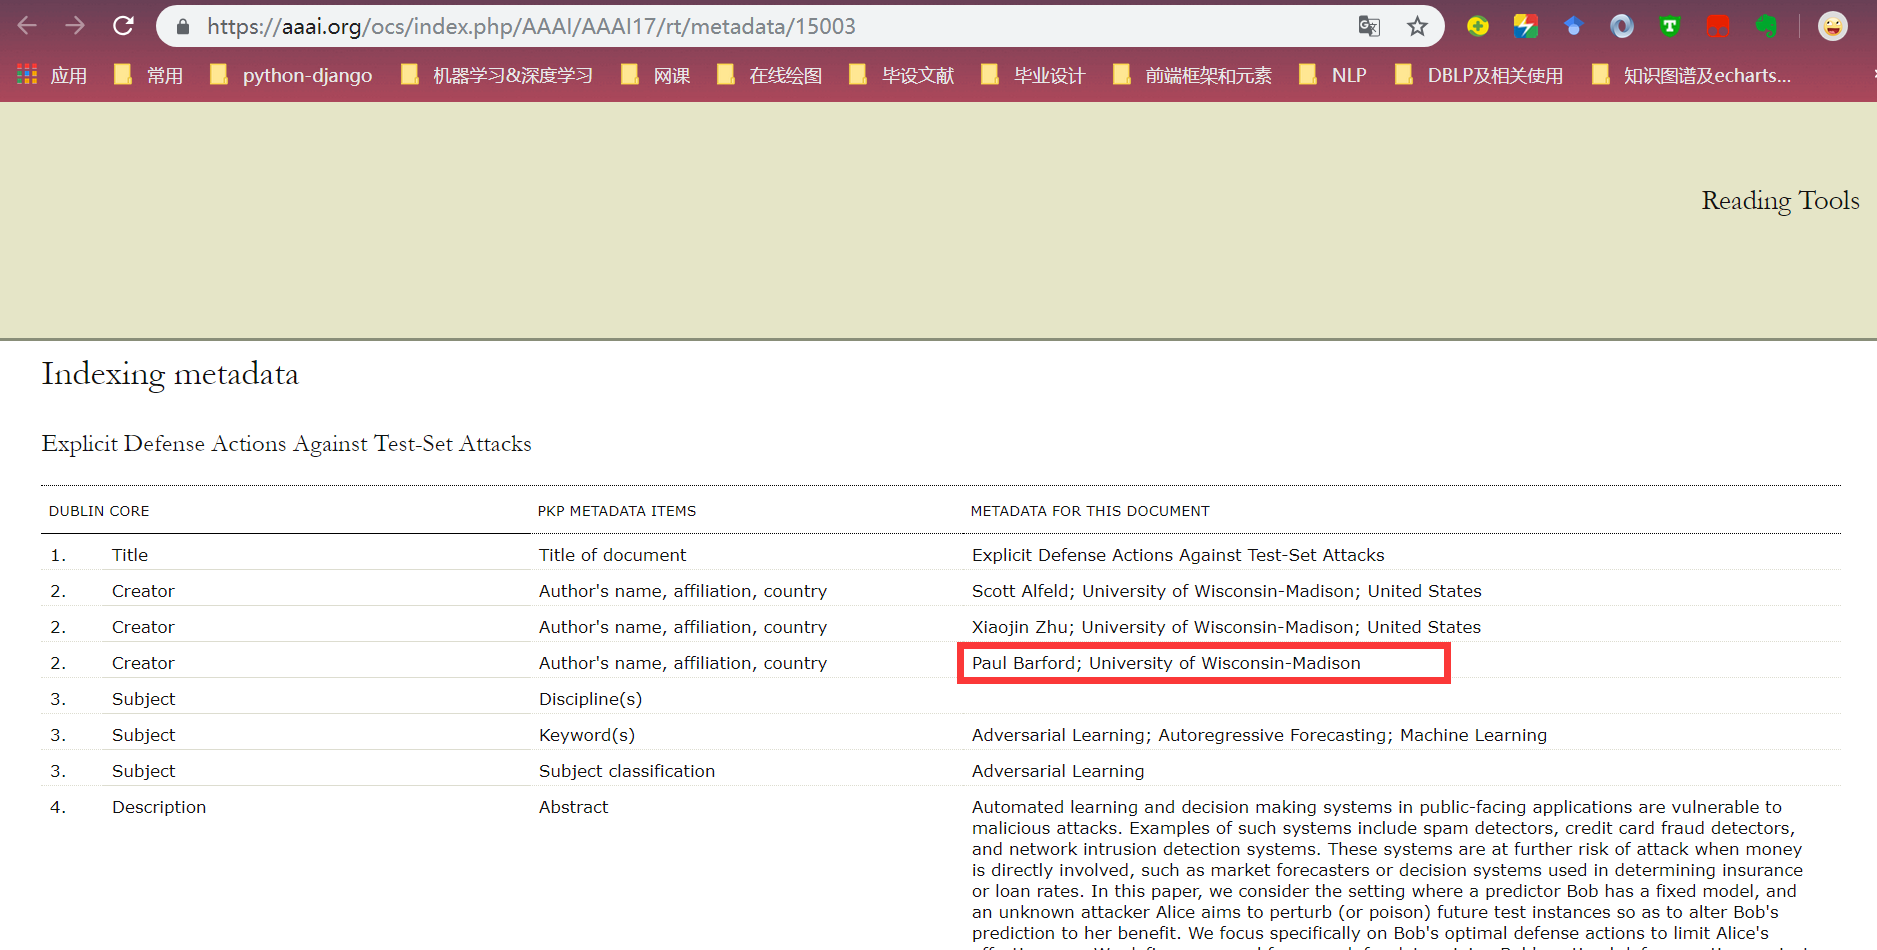 https://aaai.org/ocs/index.php/AAAI/AAAI17/rt/metadata/15003
应用 常用 python-django 机器学习&深度学习 网课 在线绘图 毕设文献 毕业设计 前端框架和元素 NLP DBLP及相关使用 知识图谱及echarts...
Reading Tools
Indexing metadata
Explicit Defense Actions Against Test-Set Attacks
DUBLIN CORE PKP METADATA ITEMS METADATA FOR THIS DOCUMENT
1. Title Title of document Explicit Defense Actions Against Test-Set Attacks
2. Creator Author's name, affiliation, country Scott Alfeld; University of Wisconsin-Madison; United States
2. Creator Author's name, affiliation, country Xiaojin Zhu; University of Wisconsin-Madison; United States
2. Creator Author's name, affiliation, country Paul Barford; University of Wisconsin-Madison
3. Subject Discipline(s)
3. Subject Keyword(s) Adversarial Learning; Autoregressive Forecasting; Machine Learning
3. Subject Subject classification Adversarial Learning
4. Description Abstract Automated learning and decision making systems in public-facing applications are vulnerable to
malicious attacks. Examples of such systems include spam detectors, credit card fraud detectors,
and network intrusion detection systems. These systems are at further risk of attack when money
is directly involved, such as market forecasters or decision systems used in determining insurance
or loan rates. In this paper, we consider the setting where a predictor Bob has a fixed model, and
an unknown attacker Alice aims to perturb (or poison) future test instances so as to alter Bob's
prediction to her benefit. We focus specifically on Bob's optimal defense actions to limit Alice's